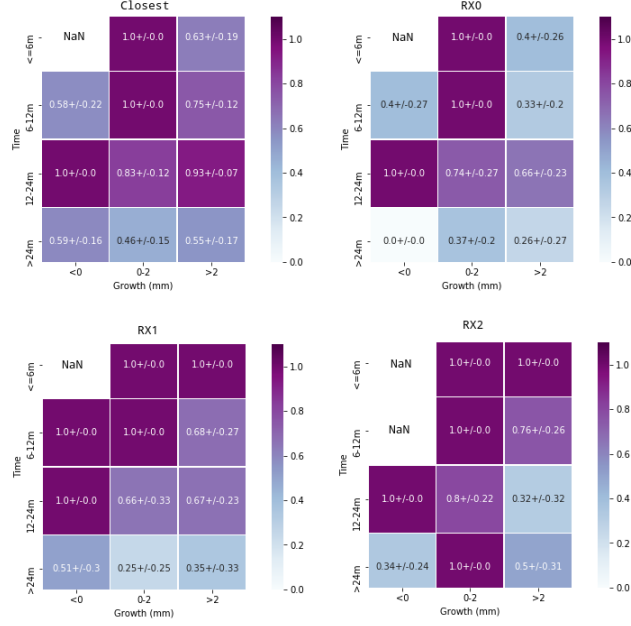 Closest
NaN 1.0+/-0.0 0.63+/-0.19
0.58+/-0.22 1.0+/-0.0 0.75+/-0.12
1.0+/-0.0 0.83+/-0.12 0.93+/-0.07
0.59+/-0.16 0.46+/-0.15 0.55+/-0.17
<=6m
6-12m
12-24m
>24m
Time
<0 0-2 >2
Growth (mm)
1.0
0.8
0.6
0.4
0.2
0.0
RX0
NaN 1.0+/-0.0 0.4+/-0.26
0.4+/-0.27 1.0+/-0.0 0.33+/-0.2
1.0+/-0.0 0.74+/-0.27 0.66+/-0.23
0.0+/-0.0 0.37+/-0.2 0.26+/-0.27
<=6m
6-12m
12-24m
>24m
Time
<0 0-2 >2
Growth (mm)
1.0
0.8
0.6
0.4
0.2
0.0
RX1
NaN 1.0+/-0.0 1.0+/-0.0
1.0+/-0.0 1.0+/-0.0 0.68+/-0.27
1.0+/-0.0 0.66+/-0.33 0.67+/-0.23
0.51+/-0.3 0.25+/-0.25 0.35+/-0.33
<=6m
6-12m
12-24m
>24m
Time
<0 0-2 >2
Growth (mm)
1.0
0.8
0.6
0.4
0.2
0.0
RX2
NaN 1.0+/-0.0 1.0+/-0.0
NaN 1.0+/-0.0 0.76+/-0.26
1.0+/-0.0 0.8+/-0.22 0.32+/-0.32
0.34+/-0.24 1.0+/-0.0 0.5+/-0.31
<=6m
6-12m
12-24m
>24m
Time
<0 0-2 >2
Growth (mm)
1.0
0.8
0.6
0.4
0.2
0.0